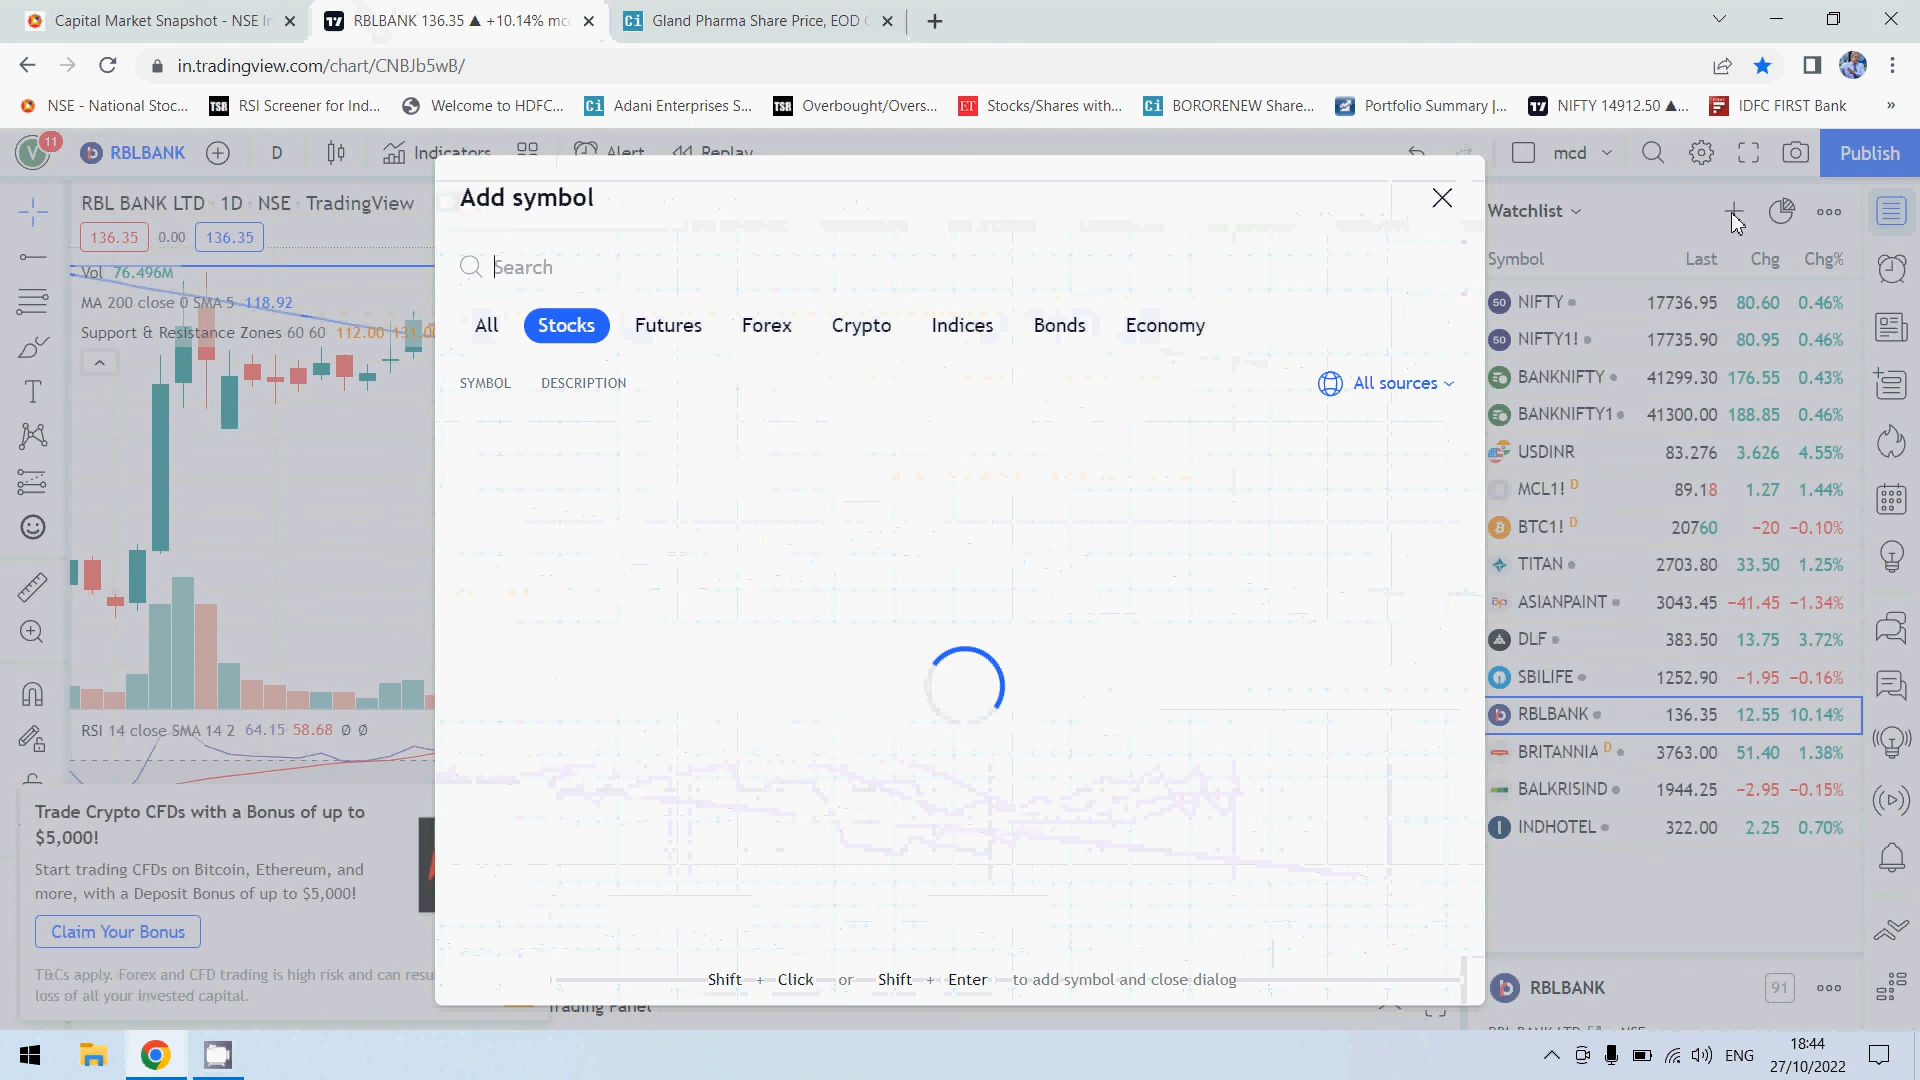 Capital Market Snapshot - NSE In
RBLBANK 136.35 ▲ +10.14% mc
Gland Pharma Share Price, EOD
in.tradingview.com/chart/CNBJb5wB/
NSE - National Stoc...
RSI Screener for Ind...
Welcome to HDFC...
Adani Enterprises S...
Overbought/Overs...
Stocks/Shares with...
BORORENEW Share...
Portfolio Summary |...
NIFTY 14912.50 ▲...
IDFC FIRST Bank
»
V 11 RBLBANK D Indicators Alert Replay mcd Publish
RBL BANK LTD · 1D · NSE · TradingView
136.35 0.00 136.35
Vol 76.496M
MA 200 close 0 SMA 5 118.92
Support & Resistance Zones 60 60 112.00 131.0
RSI 14 close SMA 14 2 64.15 58.68 ∅ ∅
Trade Crypto CFDs with a Bonus of up to
$5,000!
Start trading CFDs on Bitcoin, Ethereum, and
more, with a Deposit Bonus of up to $5,000!
Claim Your Bonus
T&Cs apply. Forex and CFD trading is high risk and can resu
loss of all your invested capital.
Add symbol
Search
All Stocks Futures Forex Crypto Indices Bonds Economy
SYMBOL DESCRIPTION All sources
Shift + Click or Shift + Enter to add symbol and close dialog
Trading Panel
Watchlist
Symbol Last Chg Chg%
NIFTY 17736.95 80.60 0.46%
NIFTY1! 17735.90 80.95 0.46%
BANKNIFTY 41299.30 176.55 0.43%
BANKNIFTY1 41300.00 188.85 0.46%
USDINR 83.276 3.626 4.55%
MCL1! D 89.18 1.27 1.44%
BTC1! D 20760 −20 −0.10%
TITAN 2703.80 33.50 1.25%
ASIANPAINT 3043.45 −41.45 −1.34%
DLF 383.50 13.75 3.72%
SBILIFE 1252.90 −1.95 −0.16%
RBLBANK 136.35 12.55 10.14%
BRITANNIA D 3763.00 51.40 1.38%
BALKRISIND 1944.25 −2.95 −0.15%
INDHOTEL 322.00 2.25 0.70%
RBLBANK 91
RBL BANK LTD NSE
ENG
18:44
27/10/2022